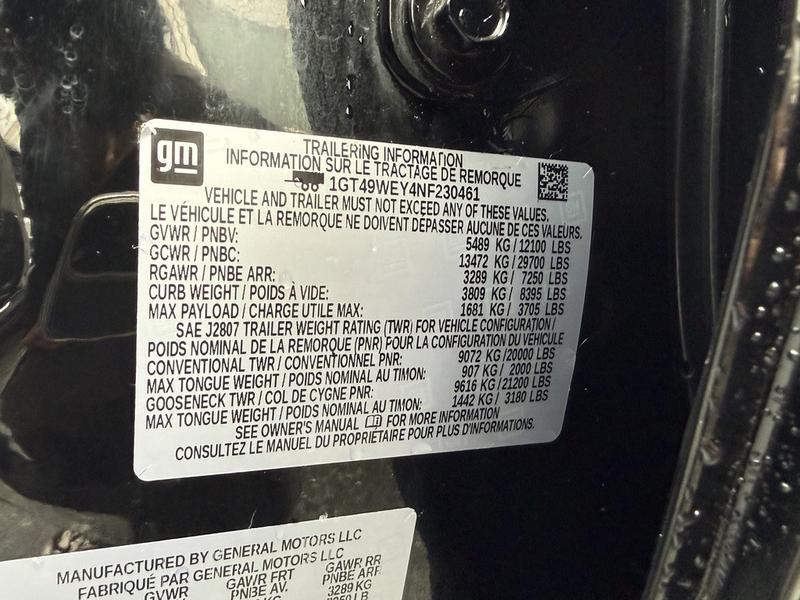 gm
TRAILERING INFORMATION
INFORMATION SUR LE TRACTAGE DE REMORQUE
1GT49WEY4NF230461
VEHICLE AND TRAILER MUST NOT EXCEED ANY OF THESE VALUES.
LE VÉHICULE ET LA REMORQUE NE DOIVENT DÉPASSER AUCUNE DE CES VALEURS.
GVWR / PNBV: 5489 KG / 12100 LBS
GCWR / PNBC: 13472 KG / 29700 LBS
RGAWR / PNBE ARR: 3289 KG / 7250 LBS
CURB WEIGHT / POIDS À VIDE: 3809 KG / 8395 LBS
MAX PAYLOAD / CHARGE UTILE MAX: 1681 KG / 3705 LBS
SAE J2807 TRAILER WEIGHT RATING (TWR) FOR VEHICLE CONFIGURATION /
POIDS NOMINAL DE LA REMORQUE (PNR) POUR LA CONFIGURATION DU VÉHICULE
CONVENTIONAL TWR / CONVENTIONNEL PNR: 9072 KG / 20000 LBS
MAX TONGUE WEIGHT / POIDS NOMINAL AU TIMON: 907 KG / 2000 LBS
GOOSENECK TWR / COL DE CYGNE PNR: 9616 KG / 21200 LBS
MAX TONGUE WEIGHT / POIDS NOMINAL AU TIMON: 1442 KG / 3180 LBS
SEE OWNER'S MANUAL FOR MORE INFORMATION
CONSULTEZ LE MANUEL DU PROPRIÉTAIRE POUR PLUS D'INFORMATIONS.
MANUFACTURED BY GENERAL MOTORS LLC
FABRIQUÉ PAR GENERAL MOTORS LLC
GVWR GAWR FRT GAWR RR
PNBE AV. PNBE ARR.
3289 KG